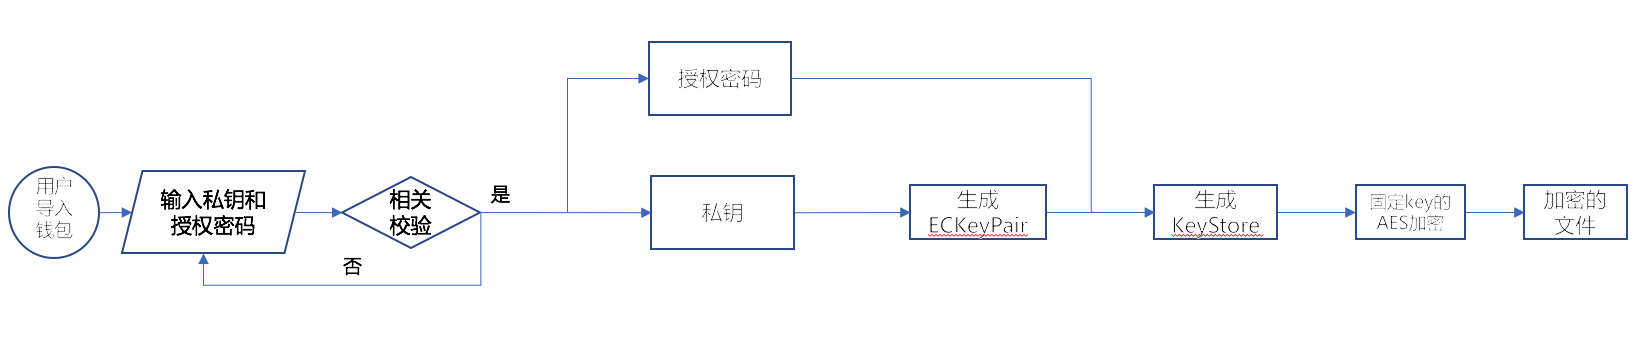 用户
导入
钱包
输入私钥和
授权密码
相关
校验
是
否
授权密码
私钥
生成
ECKeyPair
生成
KeyStore
固定key的
AES加密
加密的
文件